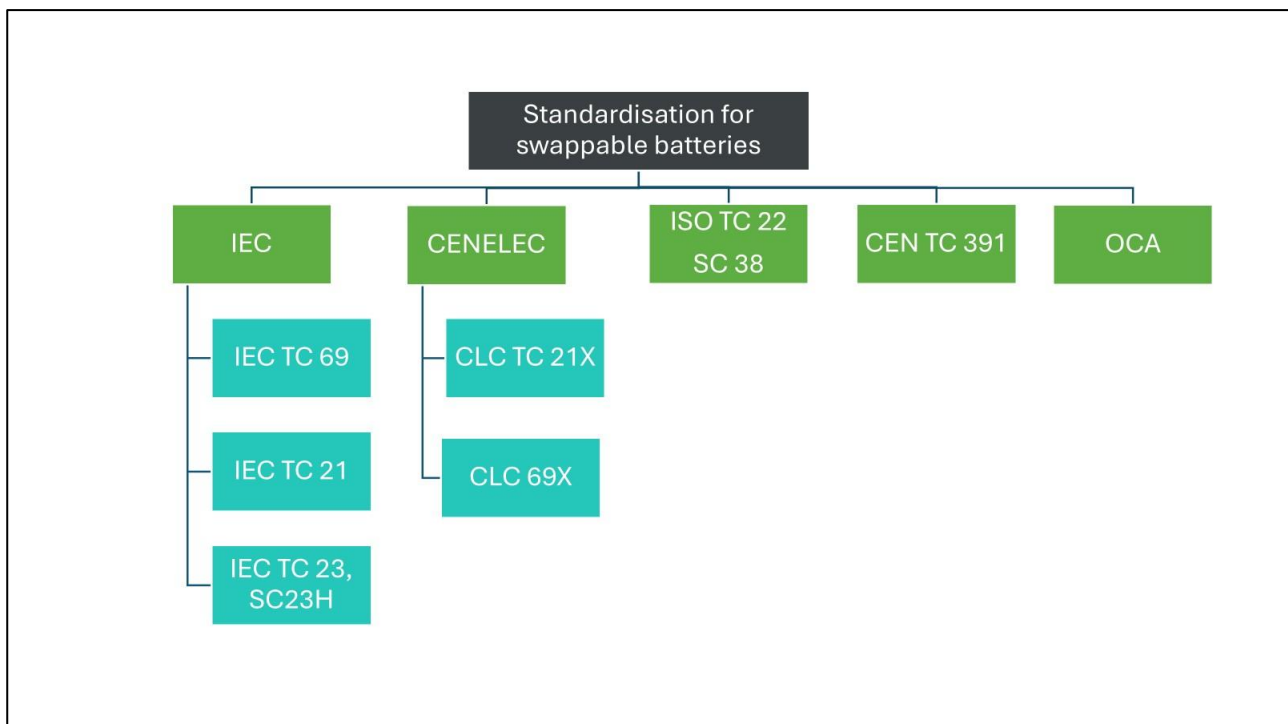 Standardisation for
swappable batteries
IEC
CENELEC
ISO TC 22
SC 38
CEN TC 391
OCA
IEC TC 69
CLC TC 21X
IEC TC 21
CLC 69X
IEC TC 23,
SC23H